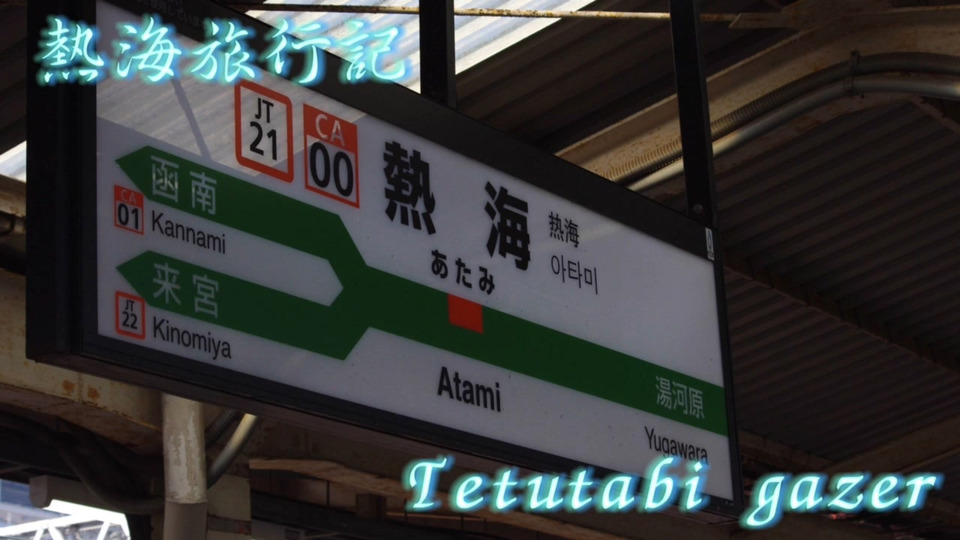 熱海旅行記
JT
21
CA
00
熱海
热海
아타미
あたみ
函南
CA
01
Kannami
来宮
JT
22
Kinomiya
Atami
湯河原
Yugawara
Tetutabi gazer